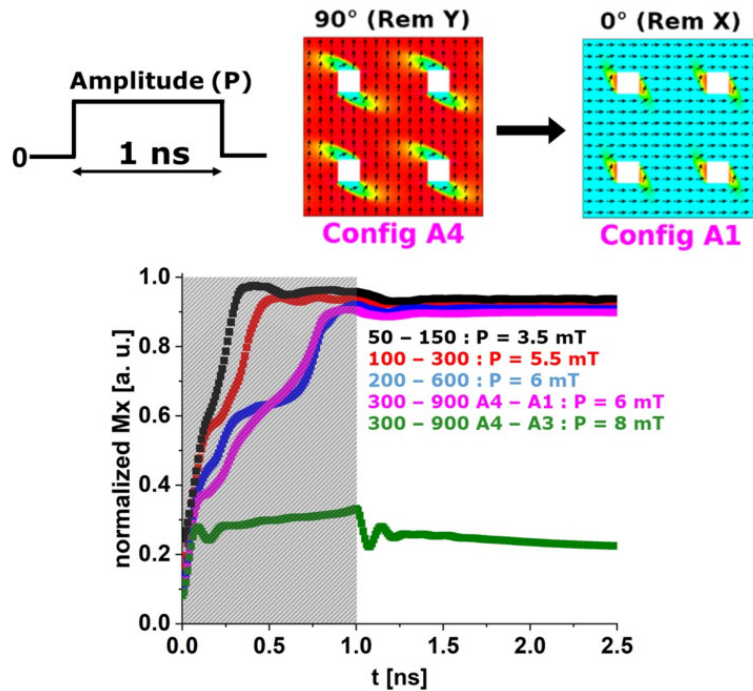 90° (Rem Y)
0° (Rem X)
Amplitude (P)
0
1 ns
Config A4
Config A1
normalized Mx [a. u.]
1.0
0.8
0.6
0.4
0.2
0.0
50 – 150 : P = 3.5 mT
100 – 300 : P = 5.5 mT
200 – 600 : P = 6 mT
300 – 900 A4 – A1 : P = 6 mT
300 – 900 A4 – A3 : P = 8 mT
0.0 0.5 1.0 1.5 2.0 2.5
t [ns]